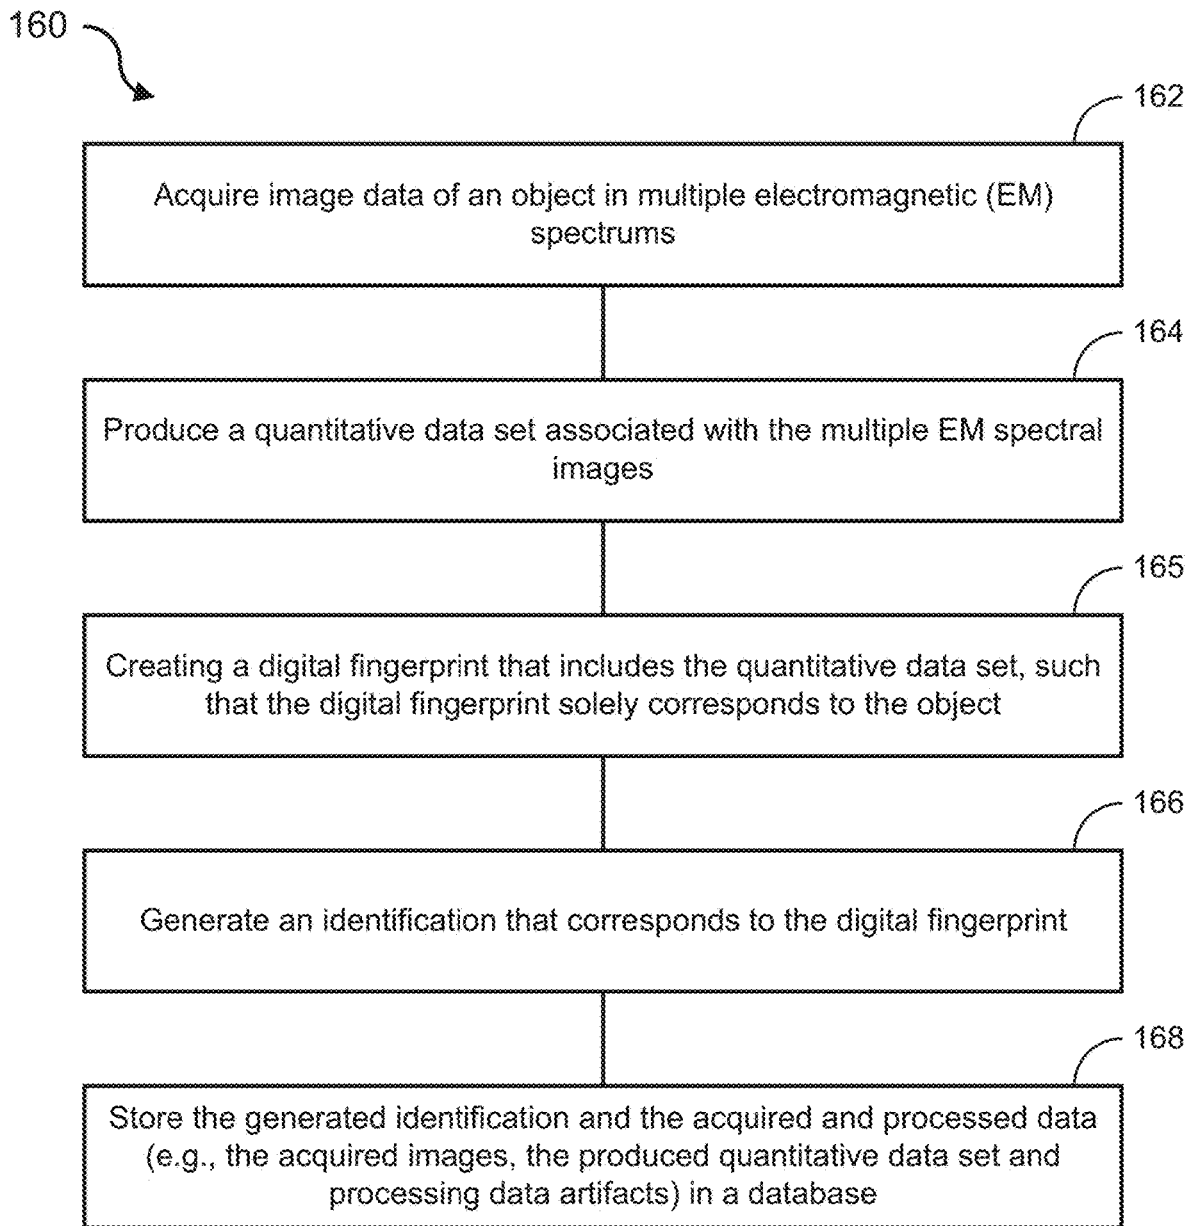 160
162
Acquire image data of an object in multiple electromagnetic (EM)
spectrums
164
Produce a quantitative data set associated with the multiple EM spectral
images
165
Creating a digital fingerprint that includes the quantitative data set, such
that the digital fingerprint solely corresponds to the object
166
Generate an identification that corresponds to the digital fingerprint
168
Store the generated identification and the acquired and processed data
(e.g., the acquired images, the produced quantitative data set and
processing data artifacts) in a database